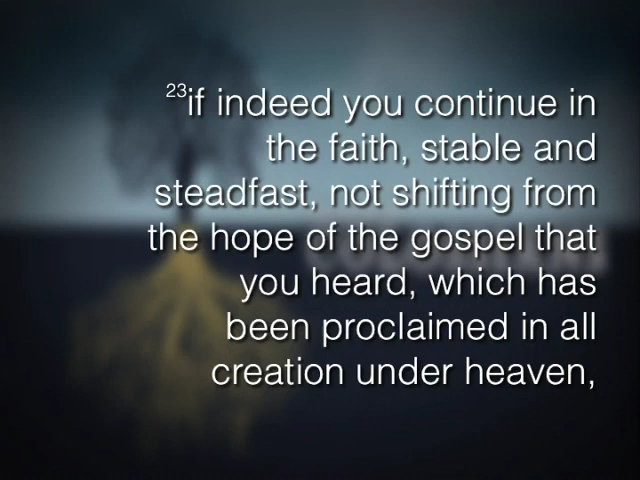 23if indeed you continue in
the faith, stable and
steadfast, not shifting from
the hope of the gospel that
you heard, which has
been proclaimed in all
creation under heaven,